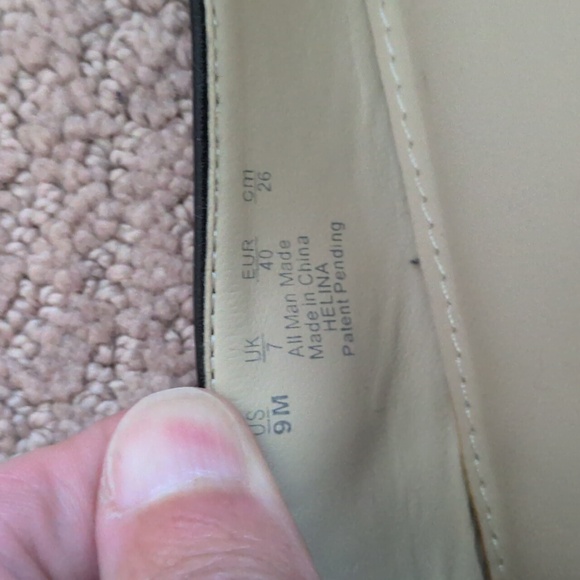 US UK EUR cm
9M 7 40 26
All Man Made
Made in China
HELINA
Patent Pending